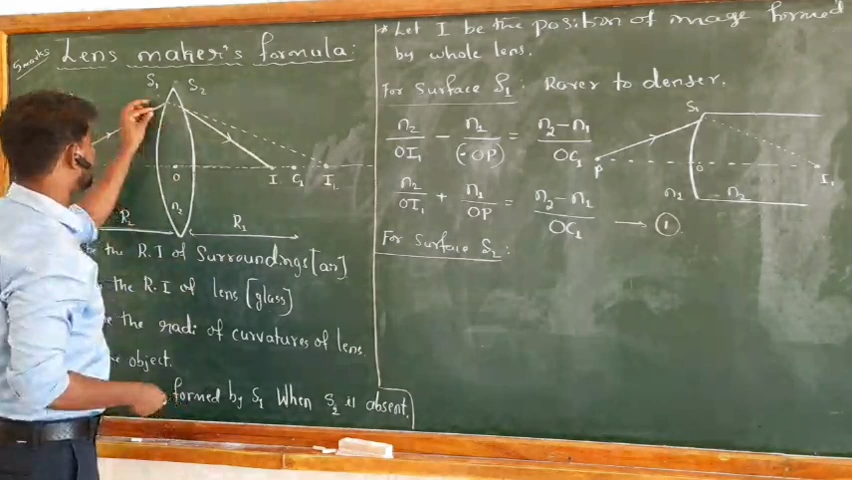 5 marks
Lens maker's formula:
S₁ S₂
O I C₁ I₁
n₂
R₂ R₁
the R.I of Surroundings [air]
the R.I of lens [glass]
the radi of curvatures of lens
object.
formed by S₁ When S₂ is absent.
* Let I be the position of image formed
by whole lens.
For Surface S₁: Rarer to denser.
n₂/OI₁ - n₁/(-OP) = n₂-n₁/OC₁
n₂/OI₁ + n₁/OP = n₂-n₁/OC₁ → ①
For Surface S₂:
S₁
P O I₁
n₁ n₂